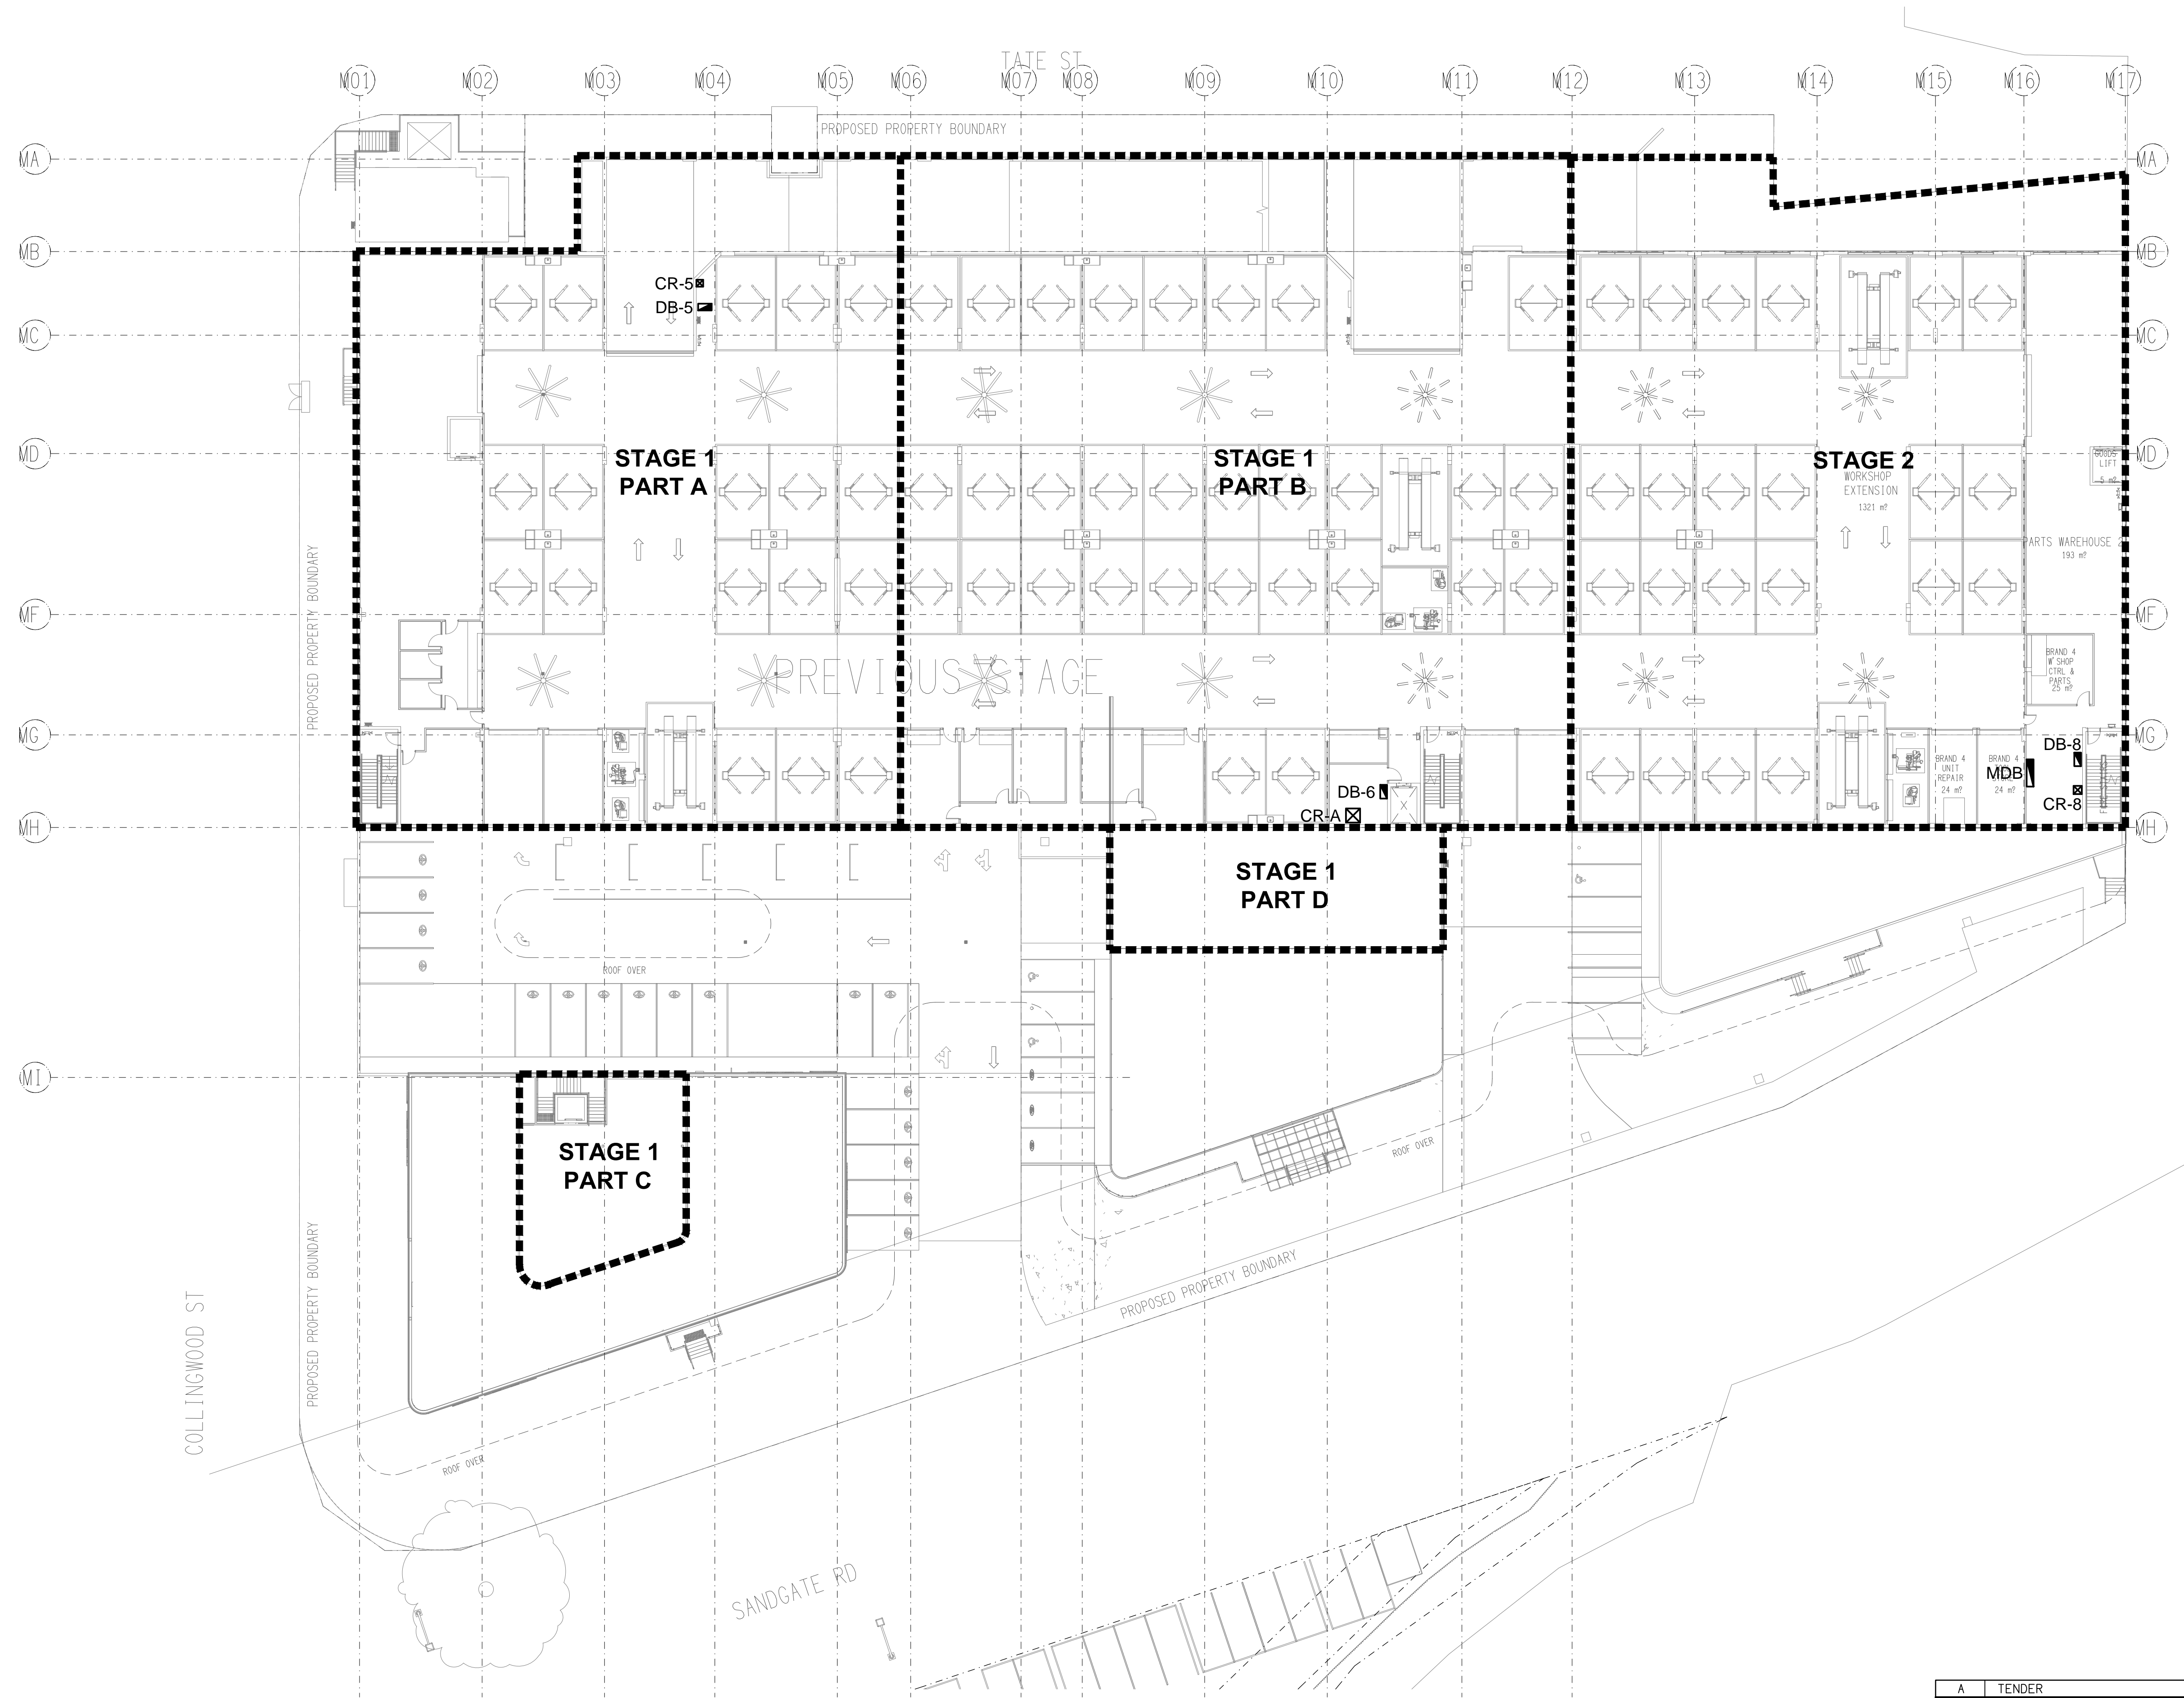 TATE ST
M01 M02 M03 M04 M05 M06 M07 M08 M09 M10 M11 M12 M13 M14 M15 M16 M17
PROPOSED PROPERTY BOUNDARY
MA MA
MB MB
CR-5
DB-5
MC MC
MD MD
STAGE 1
PART A
STAGE 1
PART B
STAGE 2
WORKSHOP
EXTENSION
1321 m²
GOODS
LIFT
5 m²
PARTS WAREHOUSE 2
193 m²
PROPOSED PROPERTY BOUNDARY
MF MF
PREVIOUS STAGE
BRAND 4
W'SHOP
CTRL &
PARTS
25 m²
MG MG
DB-8
MDB
CR-8
BRAND 4
UNIT
REPAIR
24 m²
BRAND 4
24 m²
DB-6
CR-A
MH MH
STAGE 1
PART D
ROOF OVER
MI
STAGE 1
PART C
ROOF OVER
PROPOSED PROPERTY BOUNDARY
PROPOSED PROPERTY BOUNDARY
COLLINGWOOD ST
ROOF OVER
SANDGATE RD
A TENDER